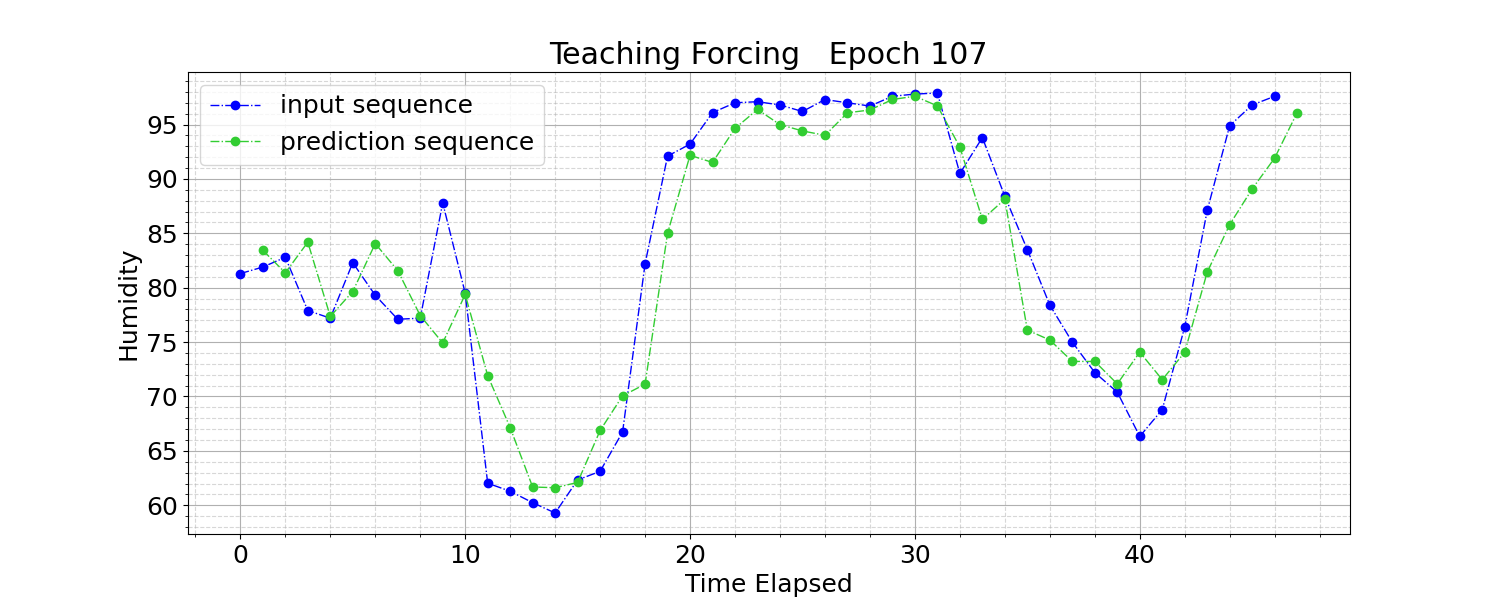 Teaching Forcing   Epoch 107
input sequence
prediction sequence
Humidity
95
90
85
80
75
70
65
60
0 10 20 30 40
Time Elapsed